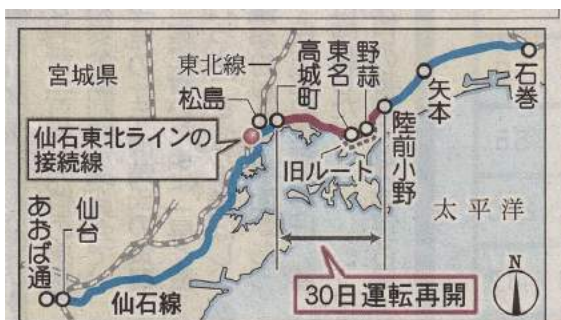 宮城県
東北線
松島
高城町
東名
野蒜
陸前小野
矢本
石巻
仙石東北ラインの
接続線
旧ルート
太平洋
あおば通
仙台
仙石線
30日運転再開
N